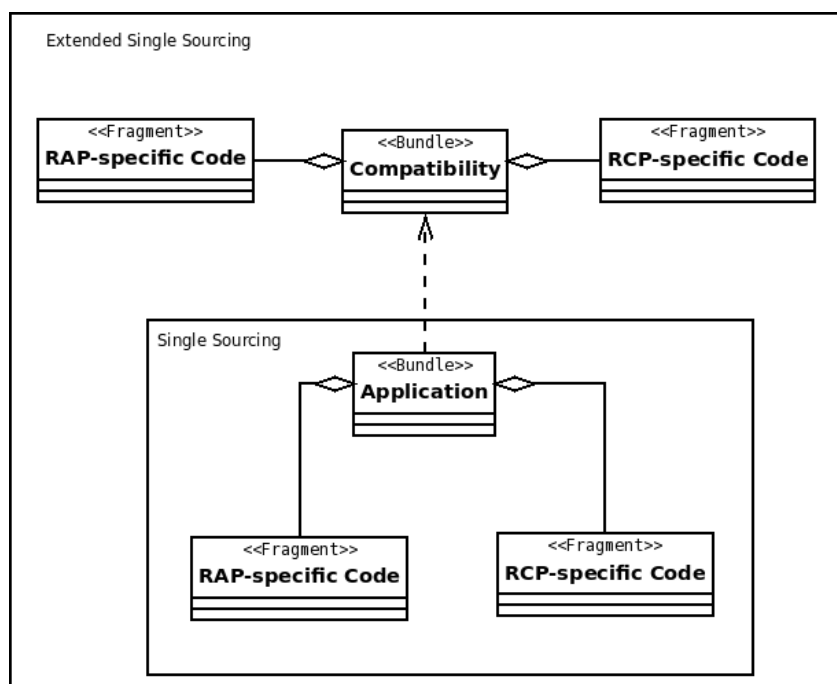 Extended Single Sourcing
<<Fragment>>
RAP-specific Code
<<Bundle>>
Compatibility
<<Fragment>>
RCP-specific Code
Single Sourcing
<<Bundle>>
Application
<<Fragment>>
RAP-specific Code
<<Fragment>>
RCP-specific Code